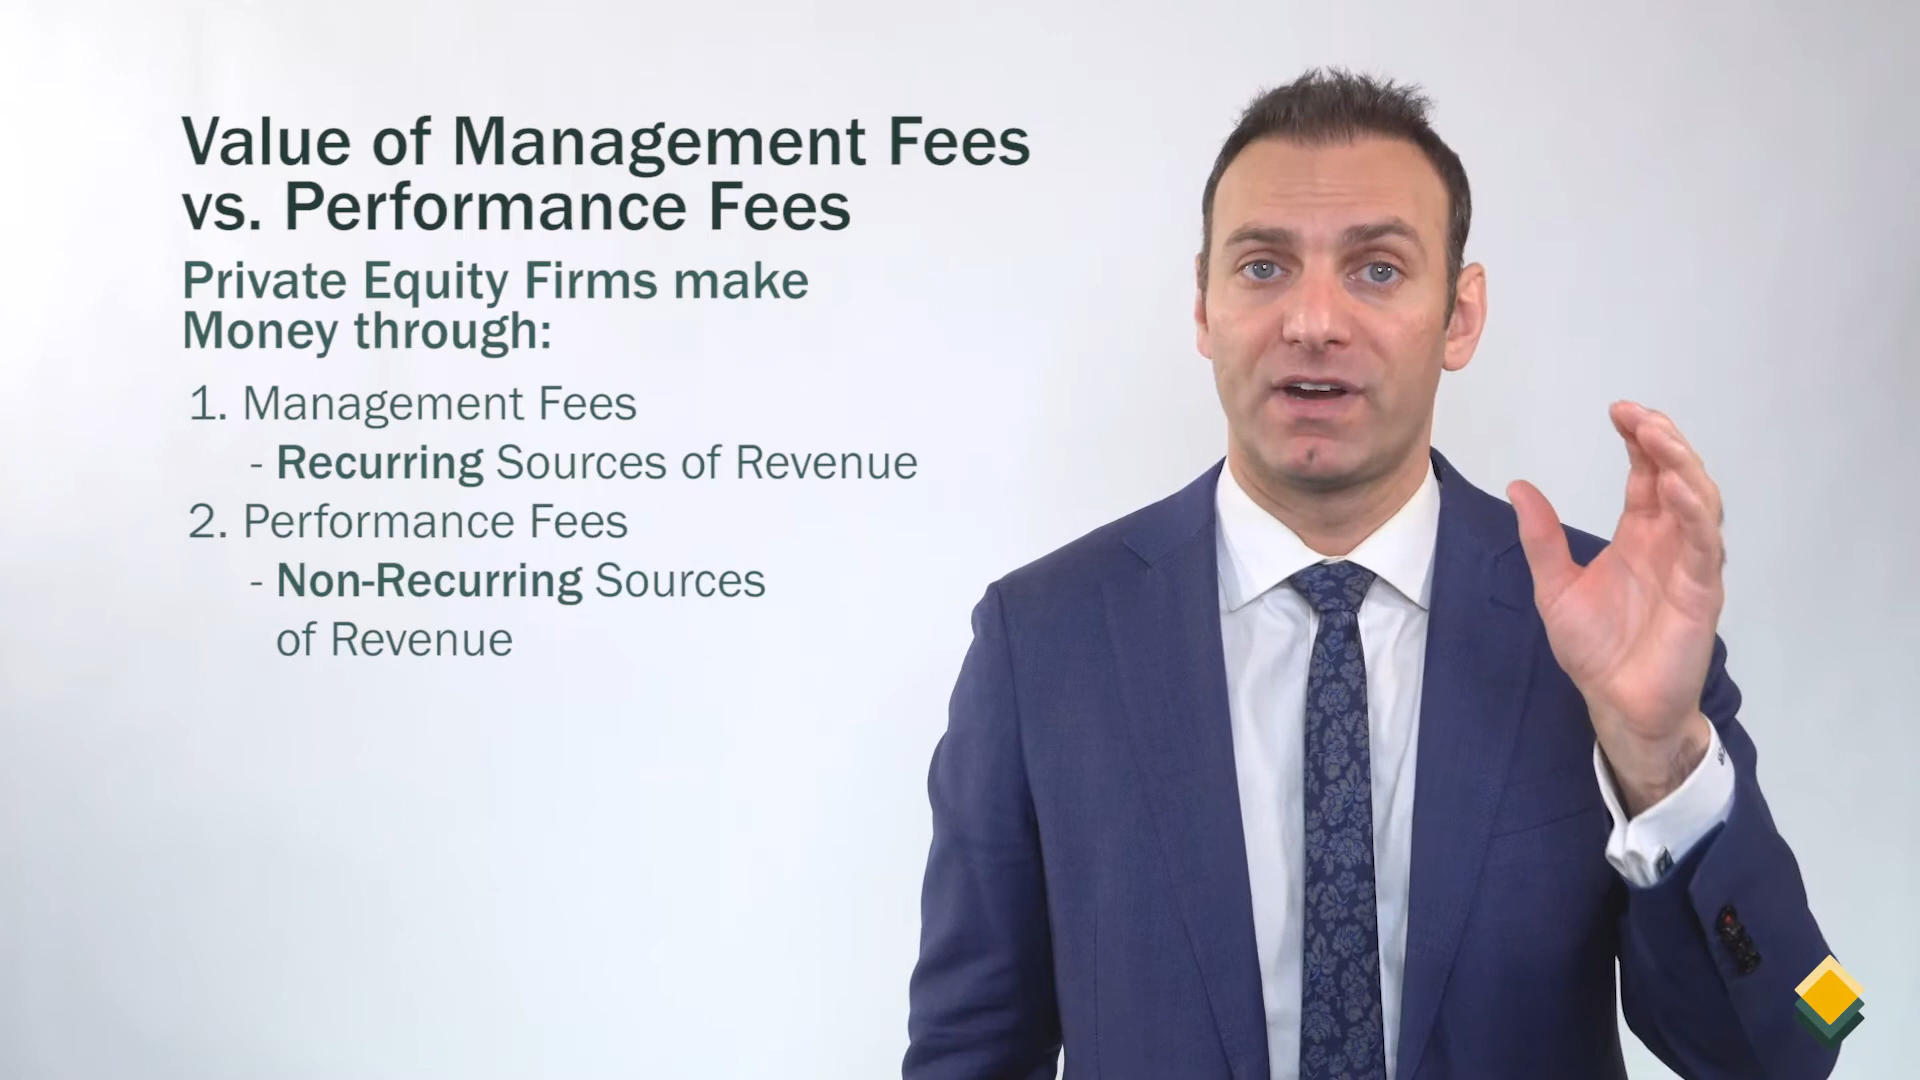 Value of Management Fees
vs. Performance Fees
Private Equity Firms make
Money through:
1. Management Fees
- Recurring Sources of Revenue
2. Performance Fees
- Non-Recurring Sources
of Revenue